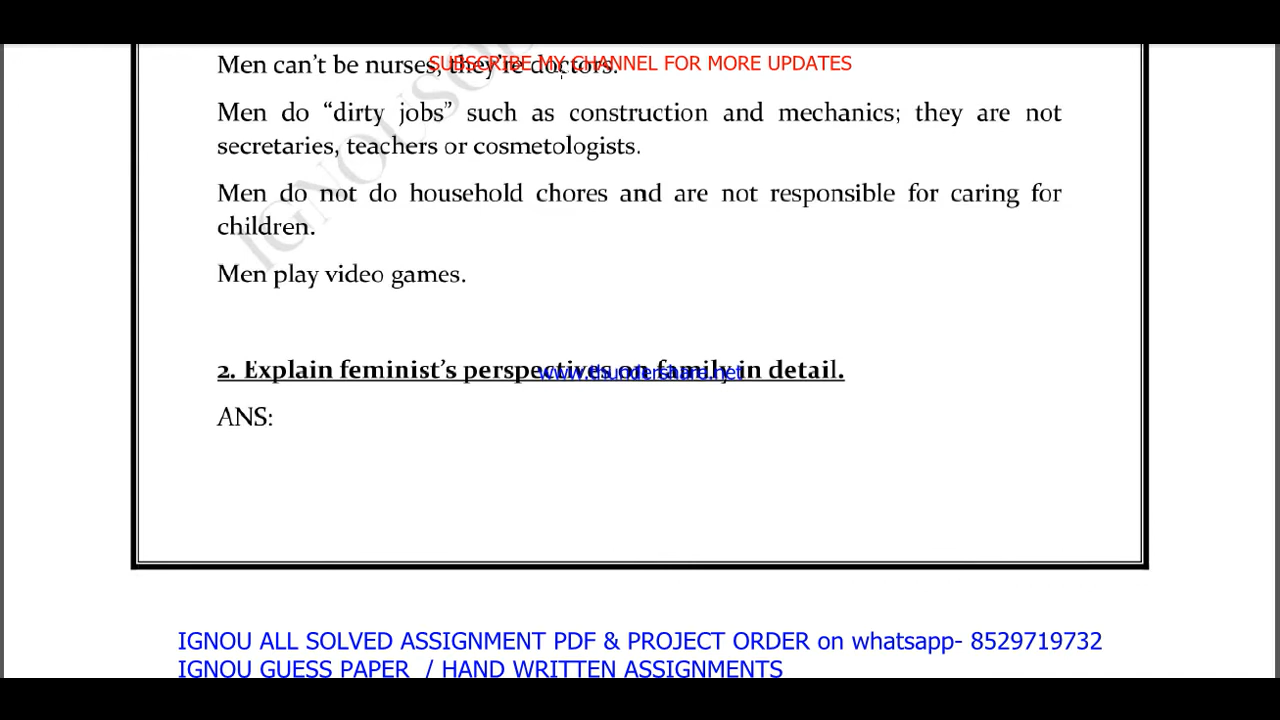 Men can't be nurses, they're doctors.
SUBSCRIBE MY CHANNEL FOR MORE UPDATES
Men do “dirty jobs” such as construction and mechanics; they are not
secretaries, teachers or cosmetologists.
Men do not do household chores and are not responsible for caring for
children.
Men play video games.
2. Explain feminist's perspectives on family in detail.
www.thundershare.net
ANS:
IGNOU ALL SOLVED ASSIGNMENT PDF & PROJECT ORDER on whatsapp- 8529719732
IGNOU GUESS PAPER / HAND WRITTEN ASSIGNMENTS